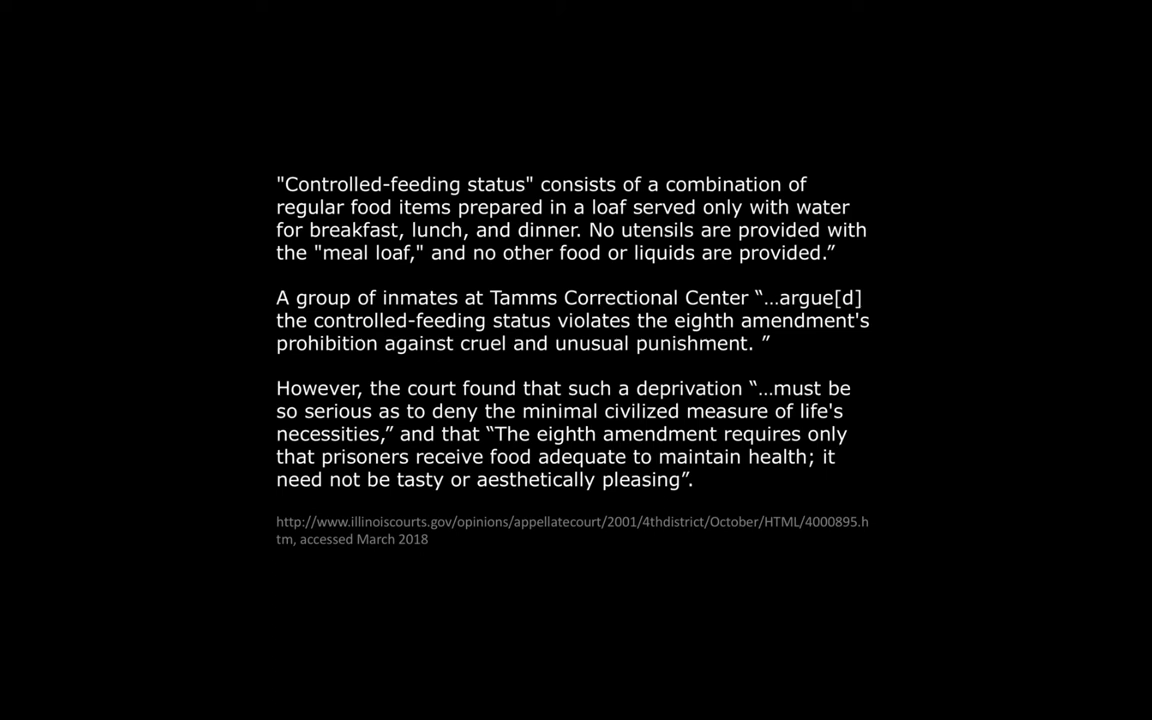 "Controlled-feeding status" consists of a combination of
regular food items prepared in a loaf served only with water
for breakfast, lunch, and dinner. No utensils are provided with
the "meal loaf," and no other food or liquids are provided.”
A group of inmates at Tamms Correctional Center “…argue[d]
the controlled-feeding status violates the eighth amendment's
prohibition against cruel and unusual punishment. ”
However, the court found that such a deprivation “…must be
so serious as to deny the minimal civilized measure of life's
necessities,” and that “The eighth amendment requires only
that prisoners receive food adequate to maintain health; it
need not be tasty or aesthetically pleasing”.
http://www.illinoiscourts.gov/opinions/appellatecourt/2001/4thdistrict/October/HTML/4000895.h
tm, accessed March 2018